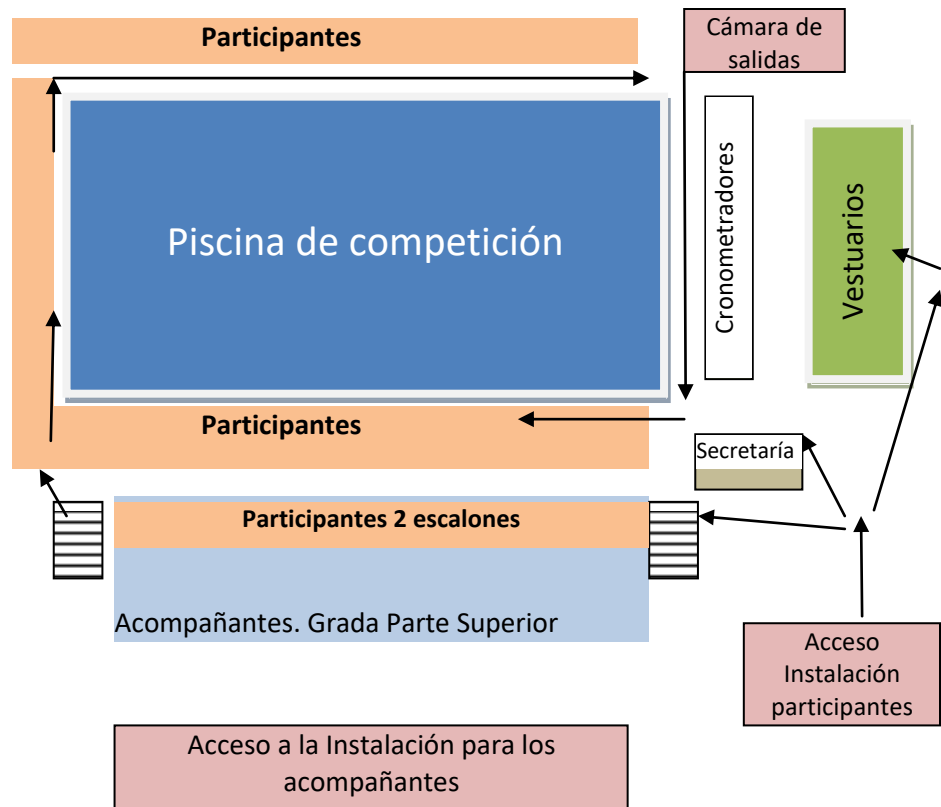 Participantes
Cámara de
salidas
Piscina de competición
Cronometradores
Vestuarios
Participantes
Secretaría
Participantes 2 escalones
Acompañantes. Grada Parte Superior
Acceso
Instalación
participantes
Acceso a la Instalación para los
acompañantes